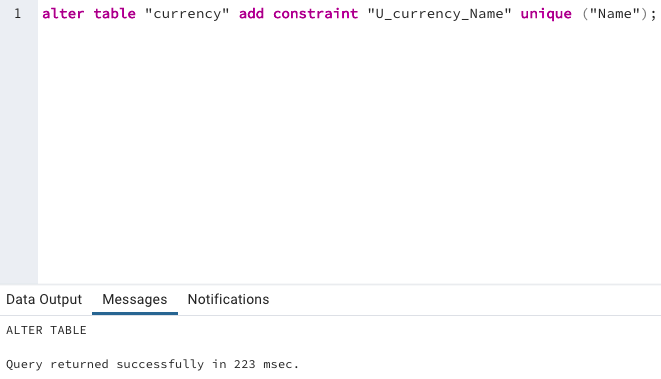 1 alter table "currency" add constraint "U_currency_Name" unique ("Name");
Data Output Messages Notifications
ALTER TABLE
Query returned successfully in 223 msec.